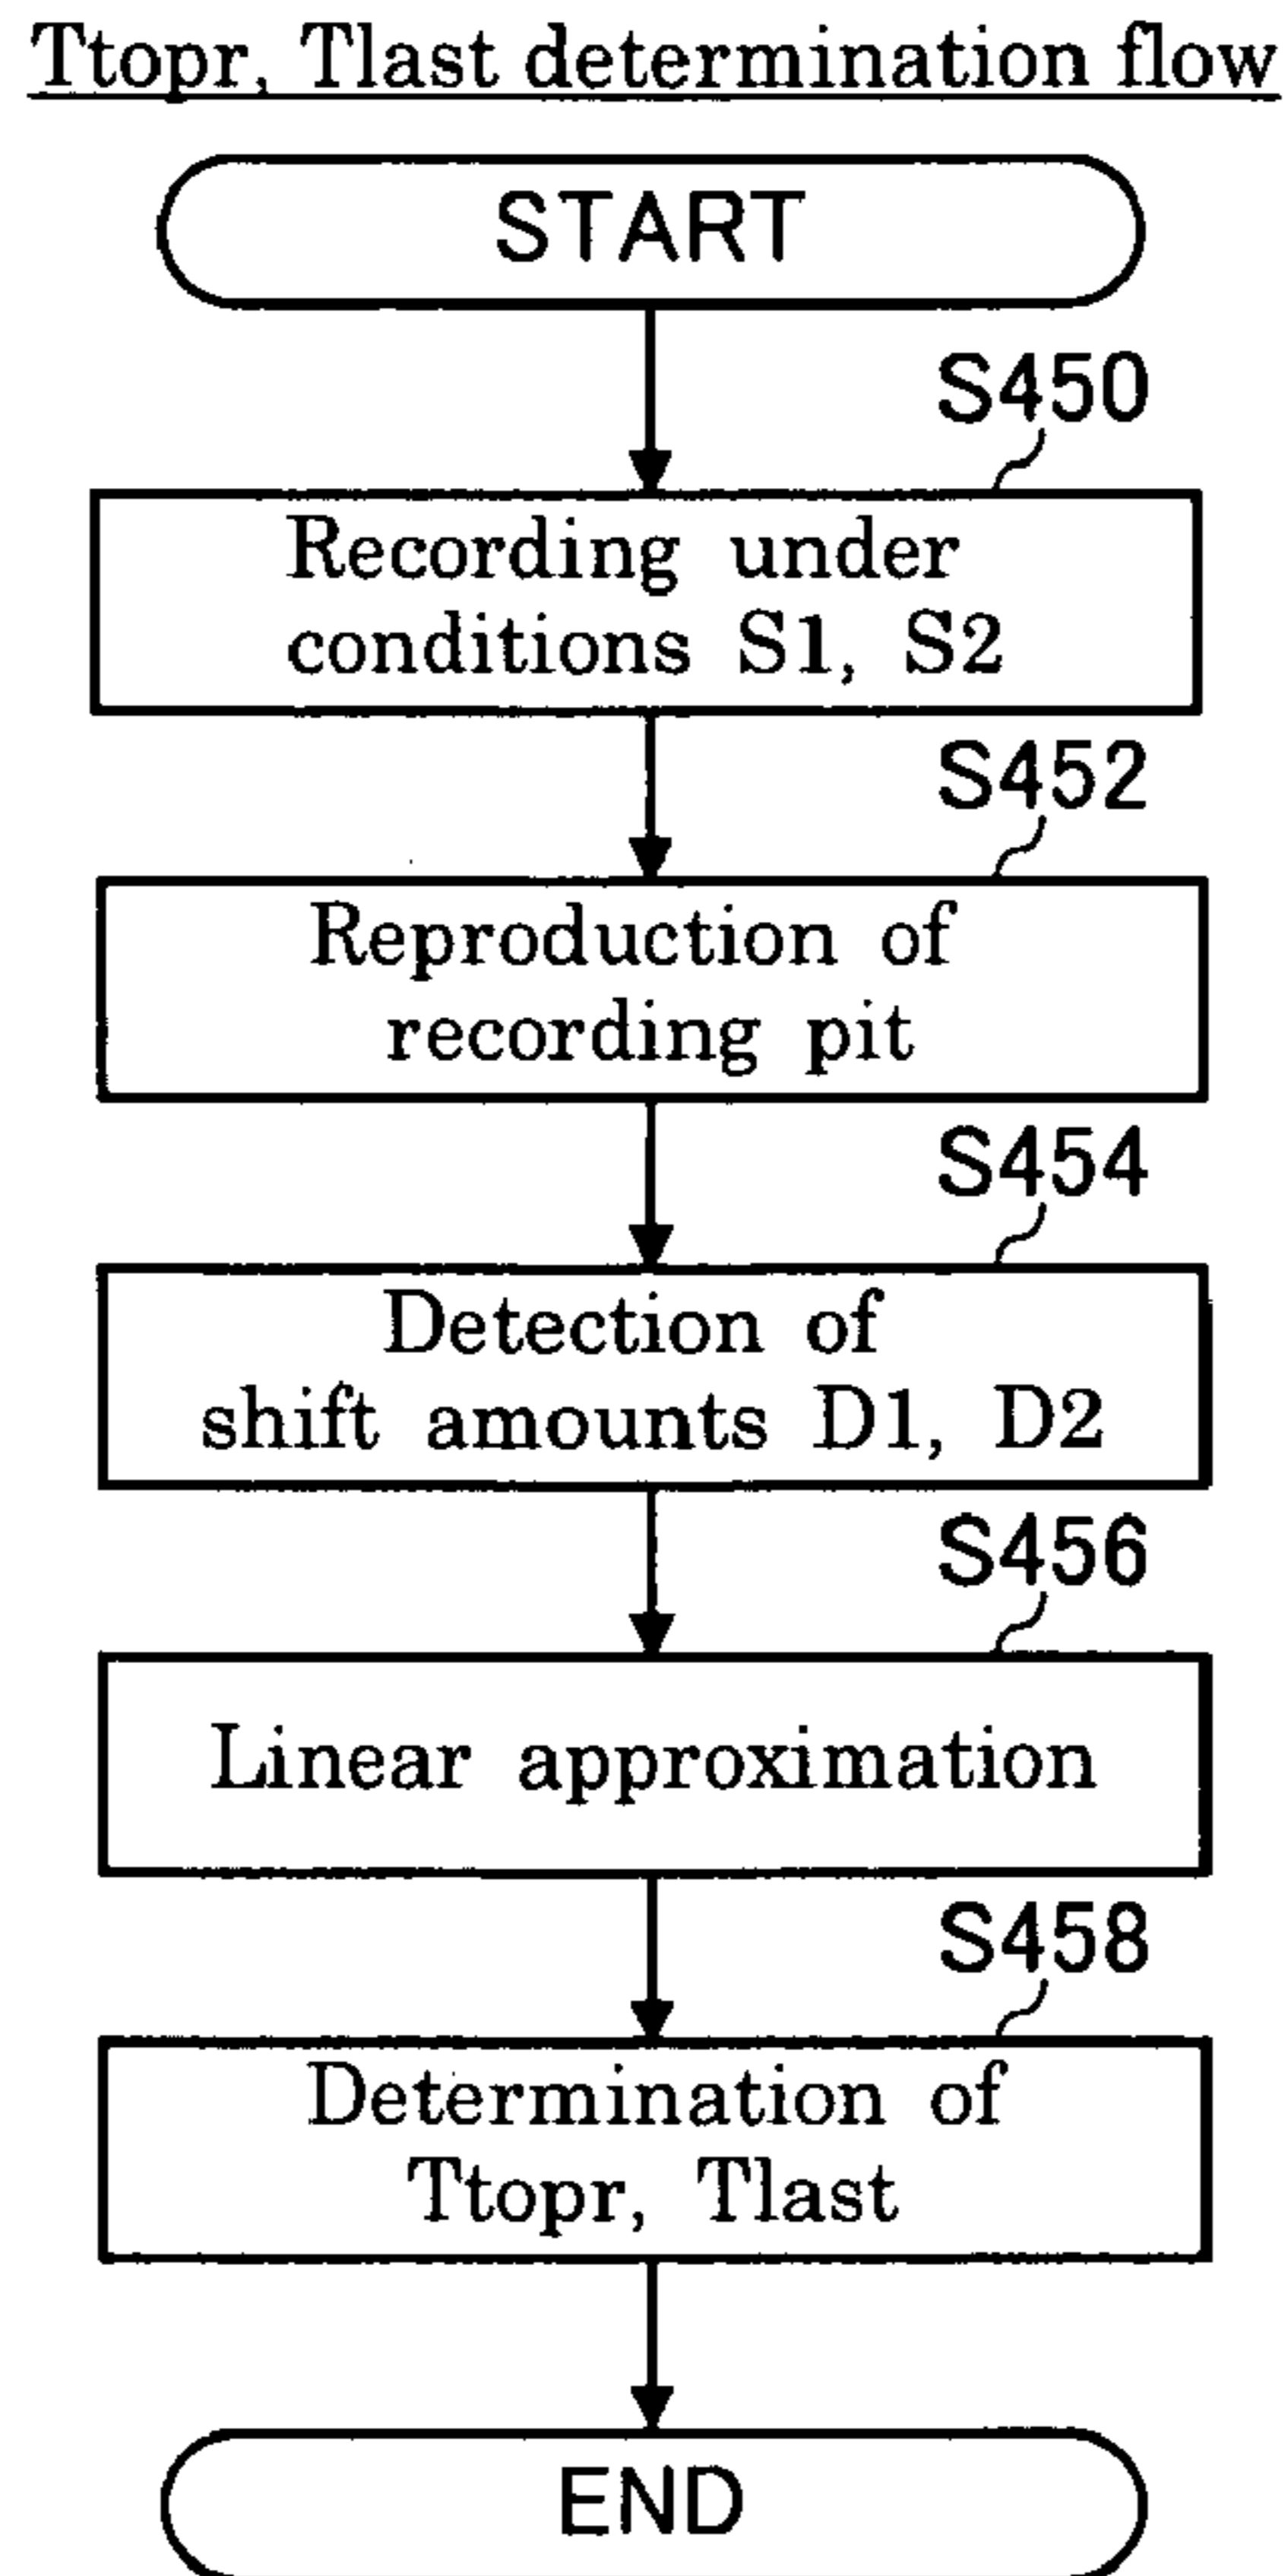 Ttopr, Tlast determination flow
START
S450
Recording under
conditions S1, S2
S452
Reproduction of
recording pit
S454
Detection of
shift amounts D1, D2
S456
Linear approximation
S458
Determination of
Ttopr, Tlast
END